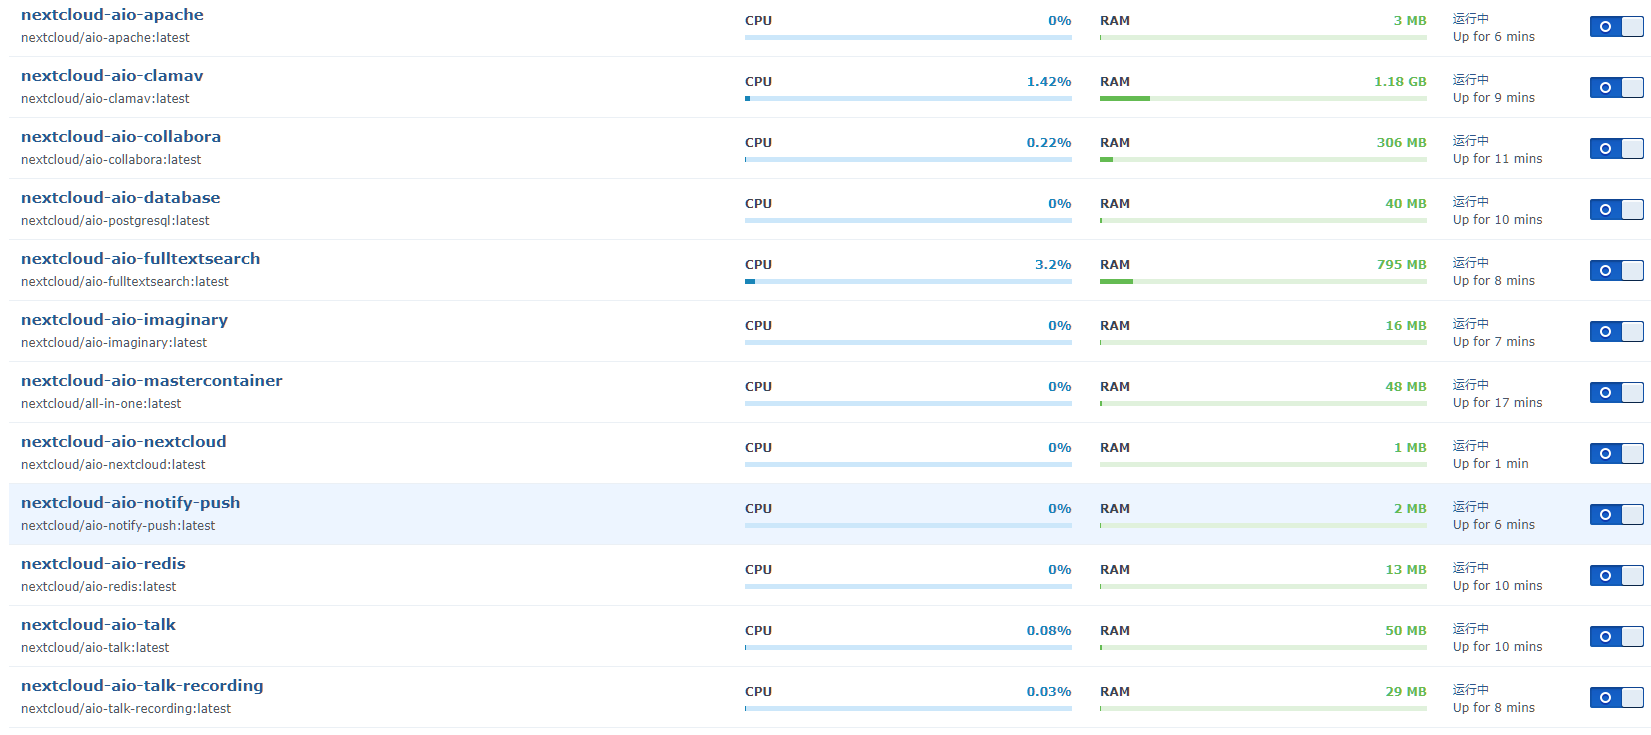 nextcloud-aio-apache CPU 0% RAM 3 MB 运行中
nextcloud/aio-apache:latest Up for 6 mins
nextcloud-aio-clamav CPU 1.42% RAM 1.18 GB 运行中
nextcloud/aio-clamav:latest Up for 9 mins
nextcloud-aio-collabora CPU 0.22% RAM 306 MB 运行中
nextcloud/aio-collabora:latest Up for 11 mins
nextcloud-aio-database CPU 0% RAM 40 MB 运行中
nextcloud/aio-postgresql:latest Up for 10 mins
nextcloud-aio-fulltextsearch CPU 3.2% RAM 795 MB 运行中
nextcloud/aio-fulltextsearch:latest Up for 8 mins
nextcloud-aio-imaginary CPU 0% RAM 16 MB 运行中
nextcloud/aio-imaginary:latest Up for 7 mins
nextcloud-aio-mastercontainer CPU 0% RAM 48 MB 运行中
nextcloud/all-in-one:latest Up for 17 mins
nextcloud-aio-nextcloud CPU 0% RAM 1 MB 运行中
nextcloud/aio-nextcloud:latest Up for 1 min
nextcloud-aio-notify-push CPU 0% RAM 2 MB 运行中
nextcloud/aio-notify-push:latest Up for 6 mins
nextcloud-aio-redis CPU 0% RAM 13 MB 运行中
nextcloud/aio-redis:latest Up for 10 mins
nextcloud-aio-talk CPU 0.08% RAM 50 MB 运行中
nextcloud/aio-talk:latest Up for 10 mins
nextcloud-aio-talk-recording CPU 0.03% RAM 29 MB 运行中
nextcloud/aio-talk-recording:latest Up for 8 mins